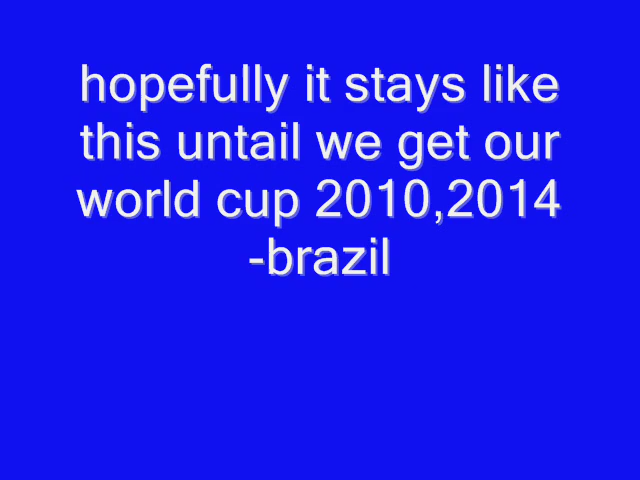 hopefully it stays like
this untail we get our
world cup 2010,2014
-brazil